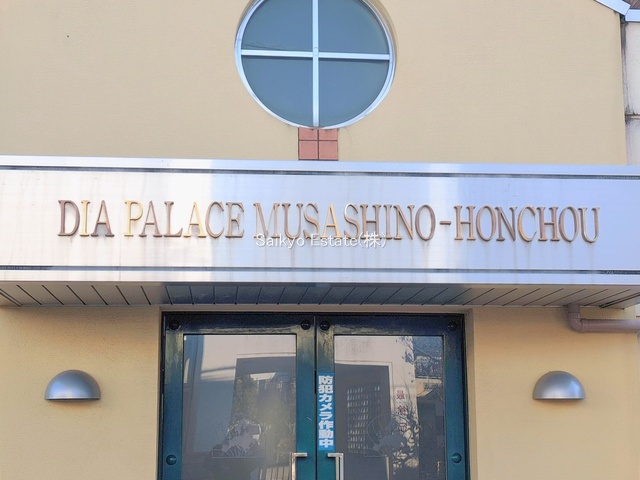 DIA PALACE MUSASHINO-HONCHOU
Saikyo Estate(株)
防犯カメラ作動中